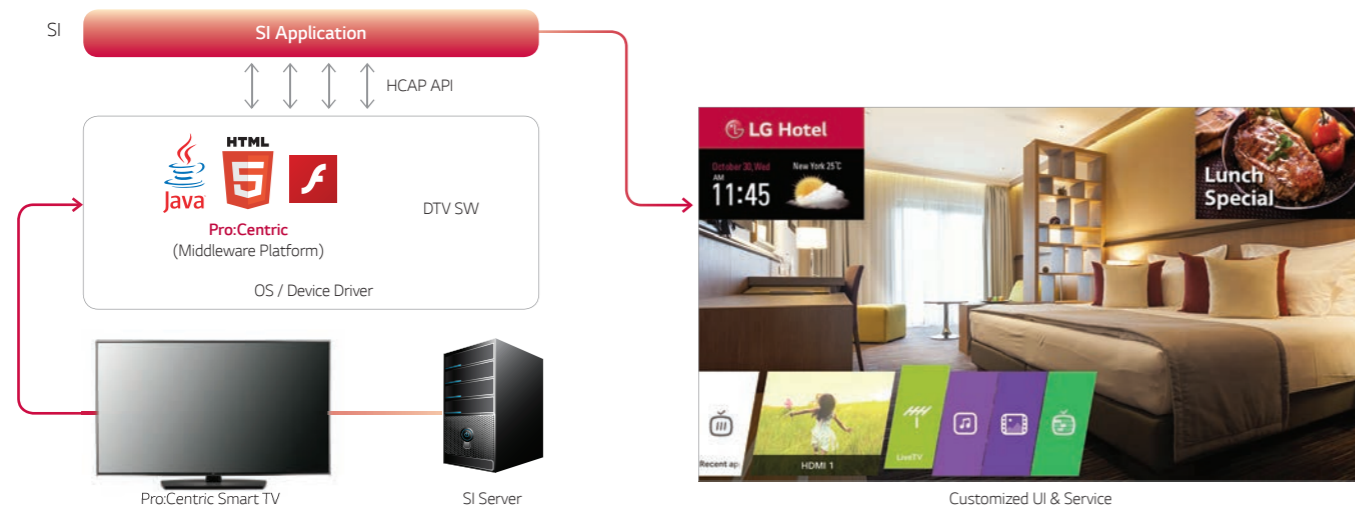 SI
SI Application
HCAP API
HTML
Java
Pro:Centric
(Middleware Platform)
DTV SW
OS / Device Driver
Pro:Centric Smart TV
SI Server
LG Hotel
October 30,Wed
AM
11:45
New York 25℃
Lunch
Special
Recent ap
HDMI 1
LiveTV
Customized UI & Service